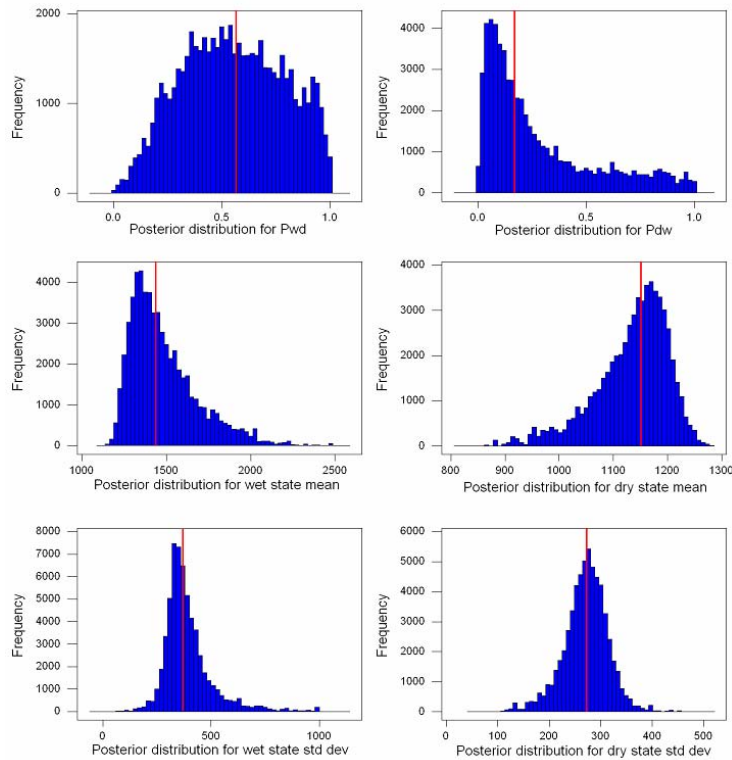 2000
1000
0
Frequency
0.0 0.5 1.0
Posterior distribution for Pwd
4000
3000
2000
1000
0
Frequency
0.0 0.5 1.0
Posterior distribution for Pdw
4000
3000
2000
1000
0
Frequency
1000 1500 2000 2500
Posterior distribution for wet state mean
4000
3000
2000
1000
0
Frequency
800 900 1000 1100 1200 1300
Posterior distribution for dry state mean
8000
7000
6000
5000
4000
3000
2000
1000
0
Frequency
0 500 1000
Posterior distribution for wet state std dev
6000
5000
4000
3000
2000
1000
0
Frequency
0 100 200 300 400 500
Posterior distribution for dry state std dev